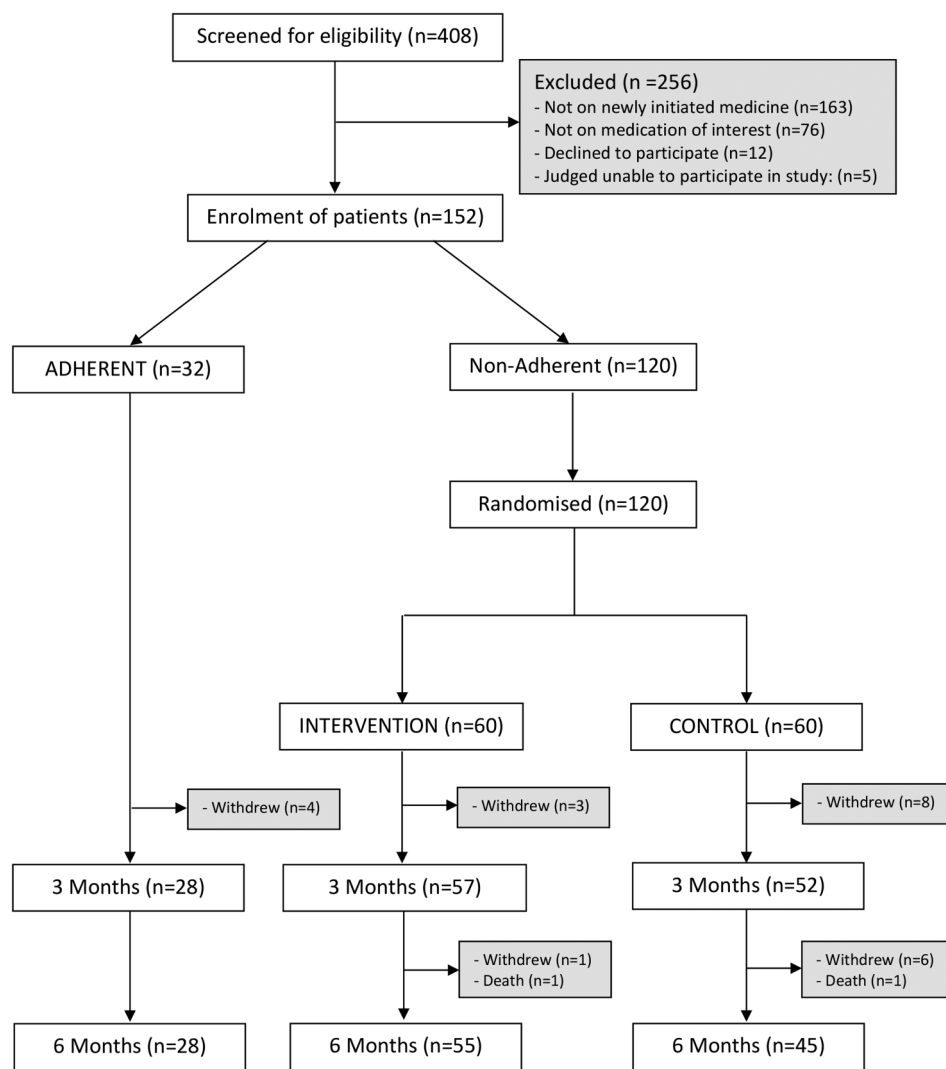 Screened for eligibility (n=408)
Excluded (n =256)
- Not on newly initiated medicine (n=163)
- Not on medication of interest (n=76)
- Declined to participate (n=12)
- Judged unable to participate in study: (n=5)
Enrolment of patients (n=152)
ADHERENT (n=32)
Non-Adherent (n=120)
Randomised (n=120)
INTERVENTION (n=60)
CONTROL (n=60)
- Withdrew (n=4)
- Withdrew (n=3)
- Withdrew (n=8)
3 Months (n=28)
3 Months (n=57)
3 Months (n=52)
- Withdrew (n=1)
- Death (n=1)
- Withdrew (n=6)
- Death (n=1)
6 Months (n=28)
6 Months (n=55)
6 Months (n=45)